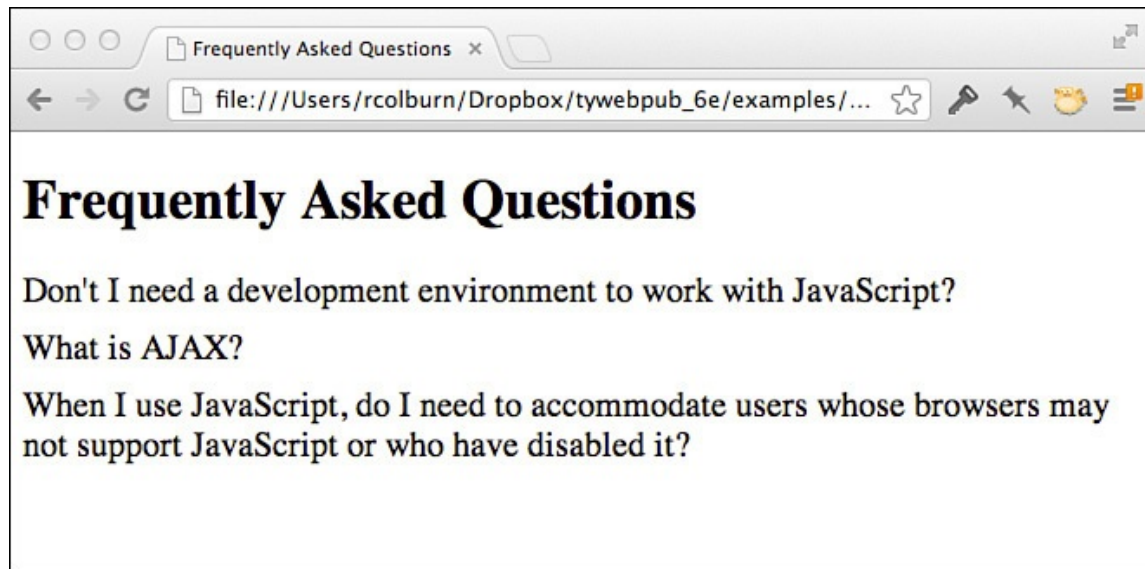 Frequently Asked Questions
file:///Users/rcolburn/Dropbox/tywebpub_6e/examples/...
Frequently Asked Questions
Don't I need a development environment to work with JavaScript?
What is AJAX?
When I use JavaScript, do I need to accommodate users whose browsers may
not support JavaScript or who have disabled it?